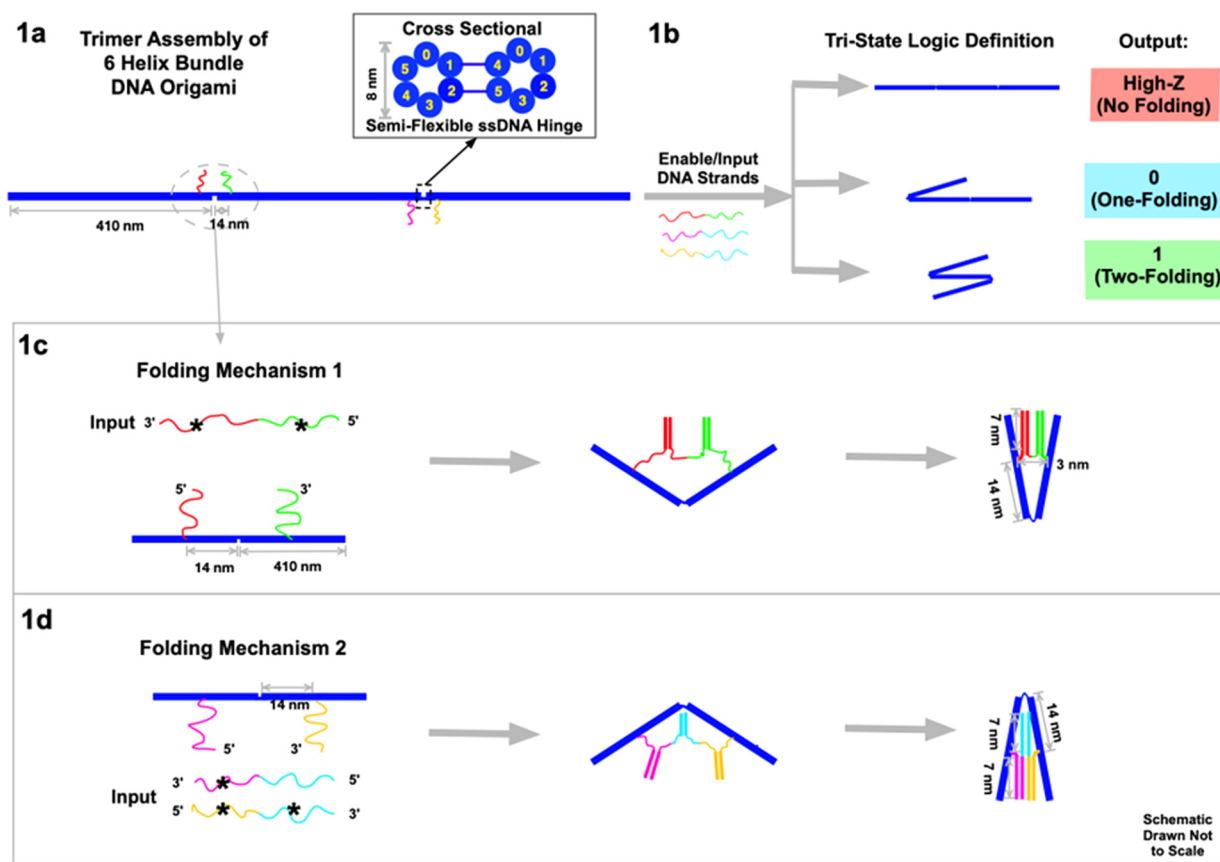 1a
Trimer Assembly of
6 Helix Bundle
DNA Origami
Cross Sectional
8 nm
0
5 1
4 2
3
0
4 1
5 2
3
Semi-Flexible ssDNA Hinge
410 nm
14 nm
1b
Tri-State Logic Definition
Output:
Enable/Input
DNA Strands
High-Z
(No Folding)
0
(One-Folding)
1
(Two-Folding)
1c
Folding Mechanism 1
Input
3' * * 5'
5' 3'
14 nm 410 nm
7 nm
3 nm
14 nm
1d
Folding Mechanism 2
14 nm
5' 3'
Input
3' * 5'
5' * * 3'
14 nm
7 nm
7 nm
Schematic
Drawn Not
to Scale